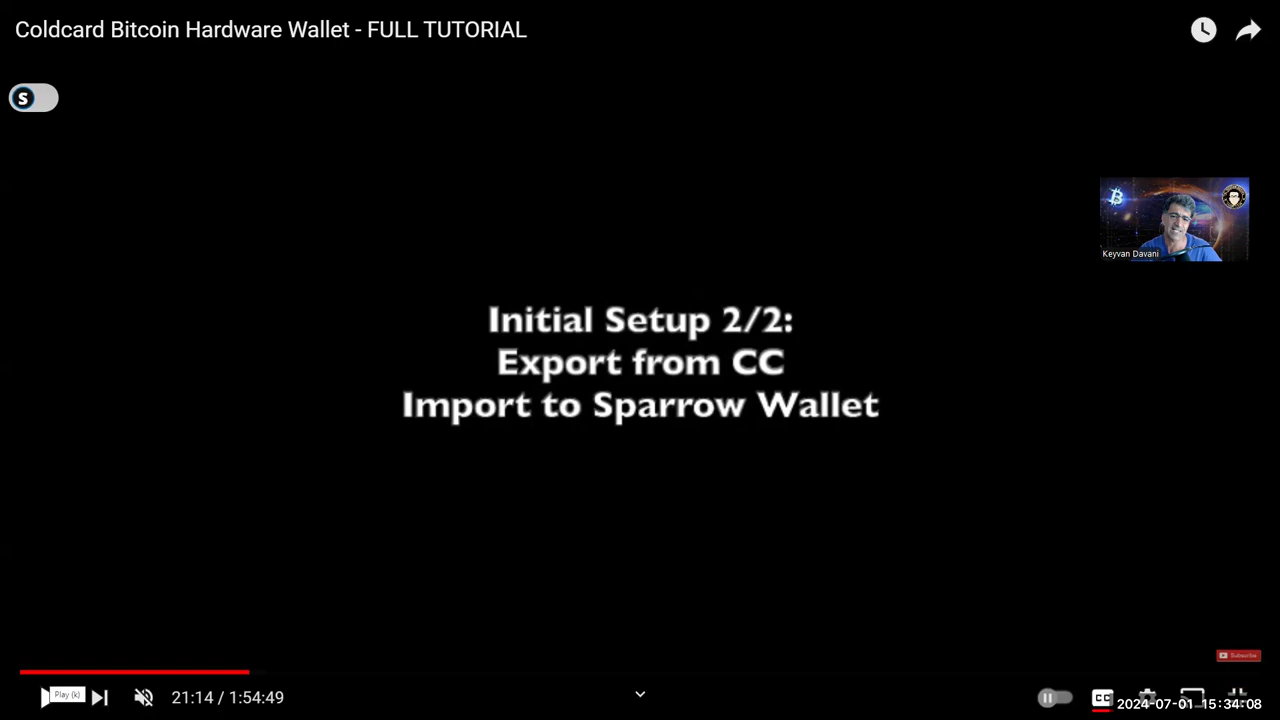 Coldcard Bitcoin Hardware Wallet - FULL TUTORIAL
S
Keyvan Davani
Initial Setup 2/2:
Export from CC
Import to Sparrow Wallet
Subscribe
Play (k)
21:14 / 1:54:49
CC
2024-07-01 15:34:08